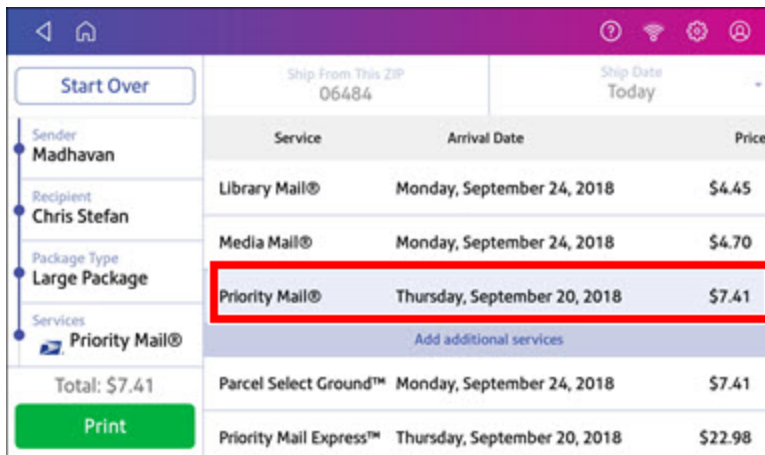 Start Over
Ship From This ZIP
06484
Ship Date
Today
Sender
Madhavan
Recipient
Chris Stefan
Package Type
Large Package
Services
Priority Mail®
Total: $7.41
Print
Service Arrival Date Price
Library Mail® Monday, September 24, 2018 $4.45
Media Mail® Monday, September 24, 2018 $4.70
Priority Mail® Thursday, September 20, 2018 $7.41
Add additional services
Parcel Select Ground™ Monday, September 24, 2018 $7.41
Priority Mail Express™ Thursday, September 20, 2018 $22.98